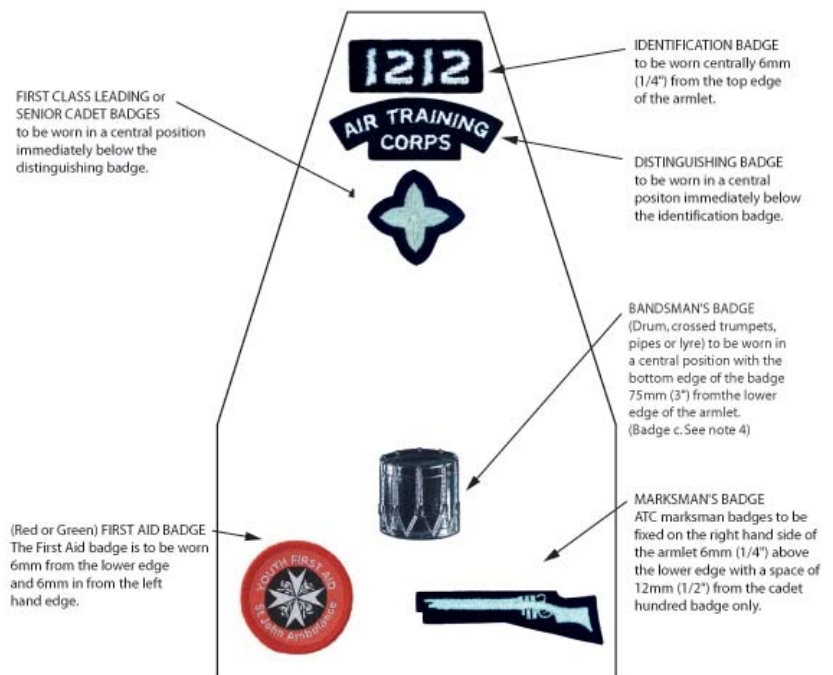 1212
IDENTIFICATION BADGE
to be worn centrally 6mm
(1/4") from the top edge
of the armlet.
FIRST CLASS LEADING or
SENIOR CADET BADGES
to be worn in a central position
immediately below the
distinguishing badge.
AIR TRAINING
CORPS
DISTINGUISHING BADGE
to be worn in a central
positon immediately below
the identification badge.
BANDSMAN'S BADGE
(Drum, crossed trumpets,
pipes or lyre) to be worn in
a central position with the
bottom edge of the badge
75mm (3") fromthe lower
edge of the armlet.
(Badge c. See note 4)
(Red or Green) FIRST AID BADGE
The First Aid badge is to be worn
6mm from the lower edge
and 6mm in from the left
hand edge.
YOUTH FIRST AID
St John Ambulance
MARKSMAN'S BADGE
ATC marksman badges to be
fixed on the right hand side of
the armlet 6mm (1/4") above
the lower edge with a space of
12mm (1/2") from the cadet
hundred badge only.